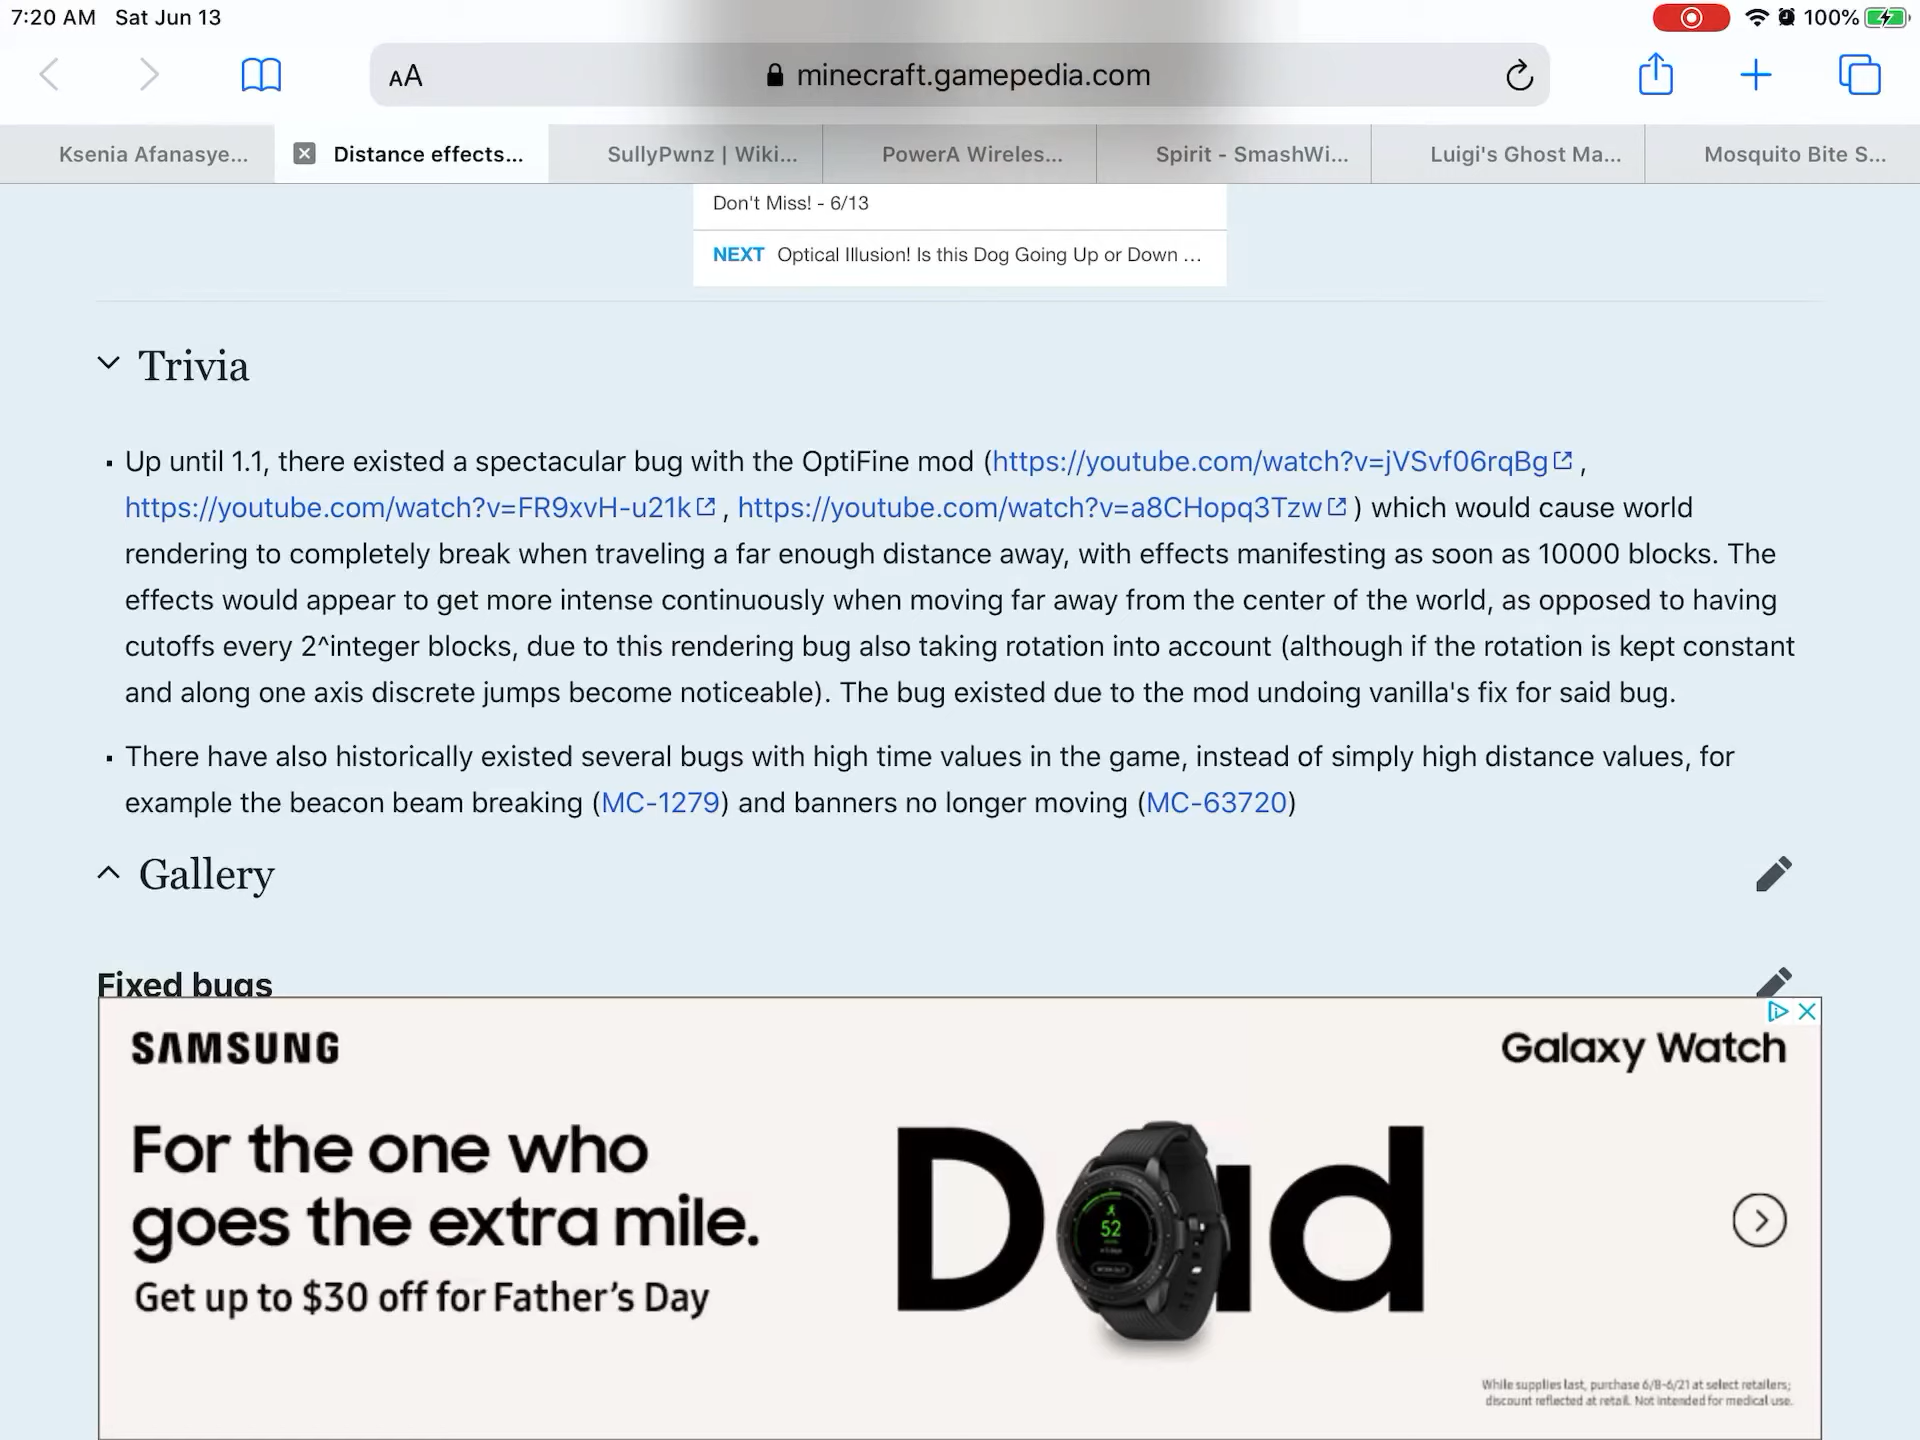 7:20 AM Sat Jun 13
100%
AA
minecraft.gamepedia.com
Ksenia Afanasye...
Distance effects...
SullyPwnz | Wiki...
PowerA Wireles...
Spirit - SmashWi...
Luigi's Ghost Ma...
Mosquito Bite S...
Don't Miss! - 6/13
NEXT Optical Illusion! Is this Dog Going Up or Down ...
Trivia
▪ Up until 1.1, there existed a spectacular bug with the OptiFine mod (https://youtube.com/watch?v=jVSvf06rqBg ,
https://youtube.com/watch?v=FR9xvH-u21k , https://youtube.com/watch?v=a8CHopq3Tzw ) which would cause world
rendering to completely break when traveling a far enough distance away, with effects manifesting as soon as 10000 blocks. The
effects would appear to get more intense continuously when moving far away from the center of the world, as opposed to having
cutoffs every 2^integer blocks, due to this rendering bug also taking rotation into account (although if the rotation is kept constant
and along one axis discrete jumps become noticeable). The bug existed due to the mod undoing vanilla's fix for said bug.
▪ There have also historically existed several bugs with high time values in the game, instead of simply high distance values, for
example the beacon beam breaking (MC-1279) and banners no longer moving (MC-63720)
Gallery
Fixed bugs
SAMSUNG
Galaxy Watch
For the one who
goes the extra mile.
Get up to $30 off for Father's Day
Dad
52
While supplies last, purchase 6/8-6/21 at select retailers;
discount reflected at retail. Not intended for medical use.